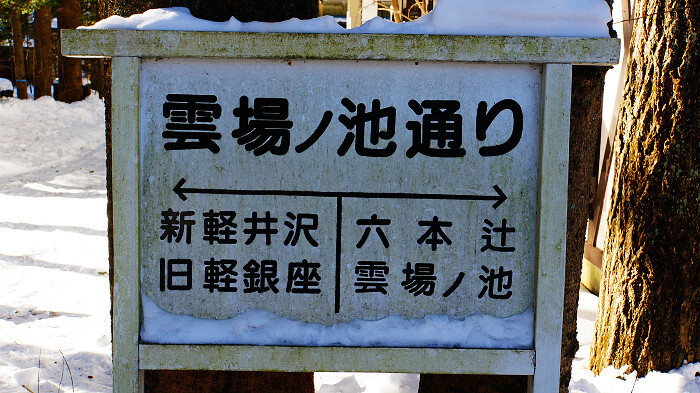 雲場ノ池通り
新軽井沢 六本辻
旧軽銀座 雲場ノ池